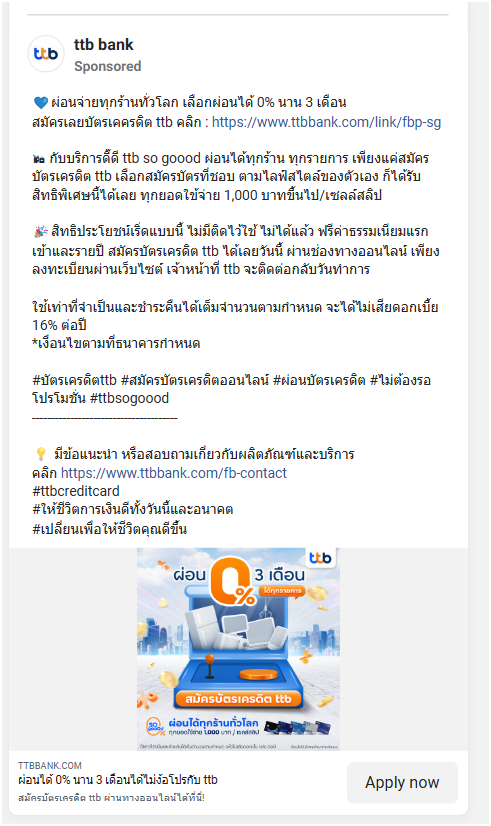 ttb
ttb bank
Sponsored
💙 ผ่อนจ่ายทุกร้านทั่วโลก เลือกผ่อนได้ 0% นาน 3 เดือน
สมัครเลยบัตรเคครดิต ttb คลิก : https://www.ttbbank.com/link/fbp-sg
กับบริการดี๊ดี ttb so goood ผ่อนได้ทุกร้าน ทุกรายการ เพียงแค่สมัคร
บัตรเครดิต ttb เลือกสมัครบัตรที่ชอบ ตามไลฟ์สไตล์ของตัวเอง ก็ได้รับ
สิทธิพิเศษนี้ได้เลย ทุกยอดใช้จ่าย 1,000 บาทขึ้นไป/เซลล์สลิป
🎉 สิทธิประโยชน์เริ่ดแบบนี้ ไม่มีติดไว้ใช้ ไม่ได้แล้ว ฟรีค่าธรรมเนียมแรก
เข้าและรายปี สมัครบัตรเครดิต ttb ได้เลยวันนี้ ผ่านช่องทางออนไลน์ เพียง
ลงทะเบียนผ่านเว็บไซต์ เจ้าหน้าที่ ttb จะติดต่อกลับวันทำการ
ใช้เท่าที่จำเป็นและชำระคืนได้เต็มจำนวนตามกำหนด จะได้ไม่เสียดอกเบี้ย
16% ต่อปี
*เงื่อนไขตามที่ธนาคารกำหนด
#บัตรเครดิตttb #สมัครบัตรเครดิตออนไลน์ #ผ่อนบัตรเครดิต #ไม่ต้องรอ
โปรโมชั่น #ttbsogoood
--------------------------------------
💡 มีข้อแนะนำ หรือสอบถามเกี่ยวกับผลิตภัณฑ์และบริการ
คลิก https://www.ttbbank.com/fb-contact
#ttbcreditcard
#ให้ชีวิตการเงินดีทั้งวันนี้และอนาคต
#เปลี่ยนเพื่อให้ชีวิตคุณดีขึ้น
ttb
ผ่อน 0% 3 เดือน
ได้ทุกรายการ
สมัครบัตรเครดิต ttb
SO GOOOD
ผ่อนได้ทุกร้านทั่วโลก
ทุกยอดใช้จ่าย 1,000 บาท / เซลล์สลิป
TTBBANK.COM
ผ่อนได้ 0% นาน 3 เดือนได้ไม่ง้อโปรกับ ttb
สมัครบัตรเครดิต ttb ผ่านทางออนไลน์ได้ที่นี่!
Apply now